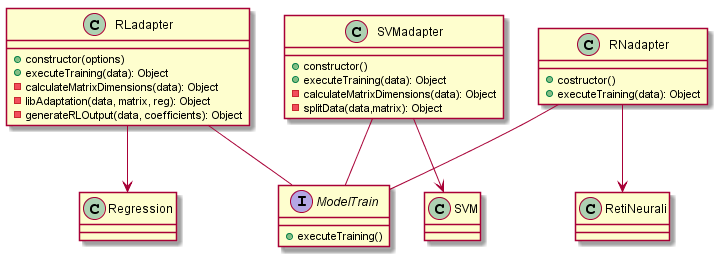 C RLadapter
constructor(options)
executeTraining(data): Object
calculateMatrixDimensions(data): Object
libAdaptation(data, matrix, reg): Object
generateRLOutput(data, coefficients): Object
C SVMadapter
constructor()
executeTraining(data): Object
calculateMatrixDimensions(data): Object
splitData(data,matrix): Object
C RNadapter
costructor()
executeTraining(data): Object
C Regression
I ModelTrain
executeTraining()
C SVM
C RetiNeurali